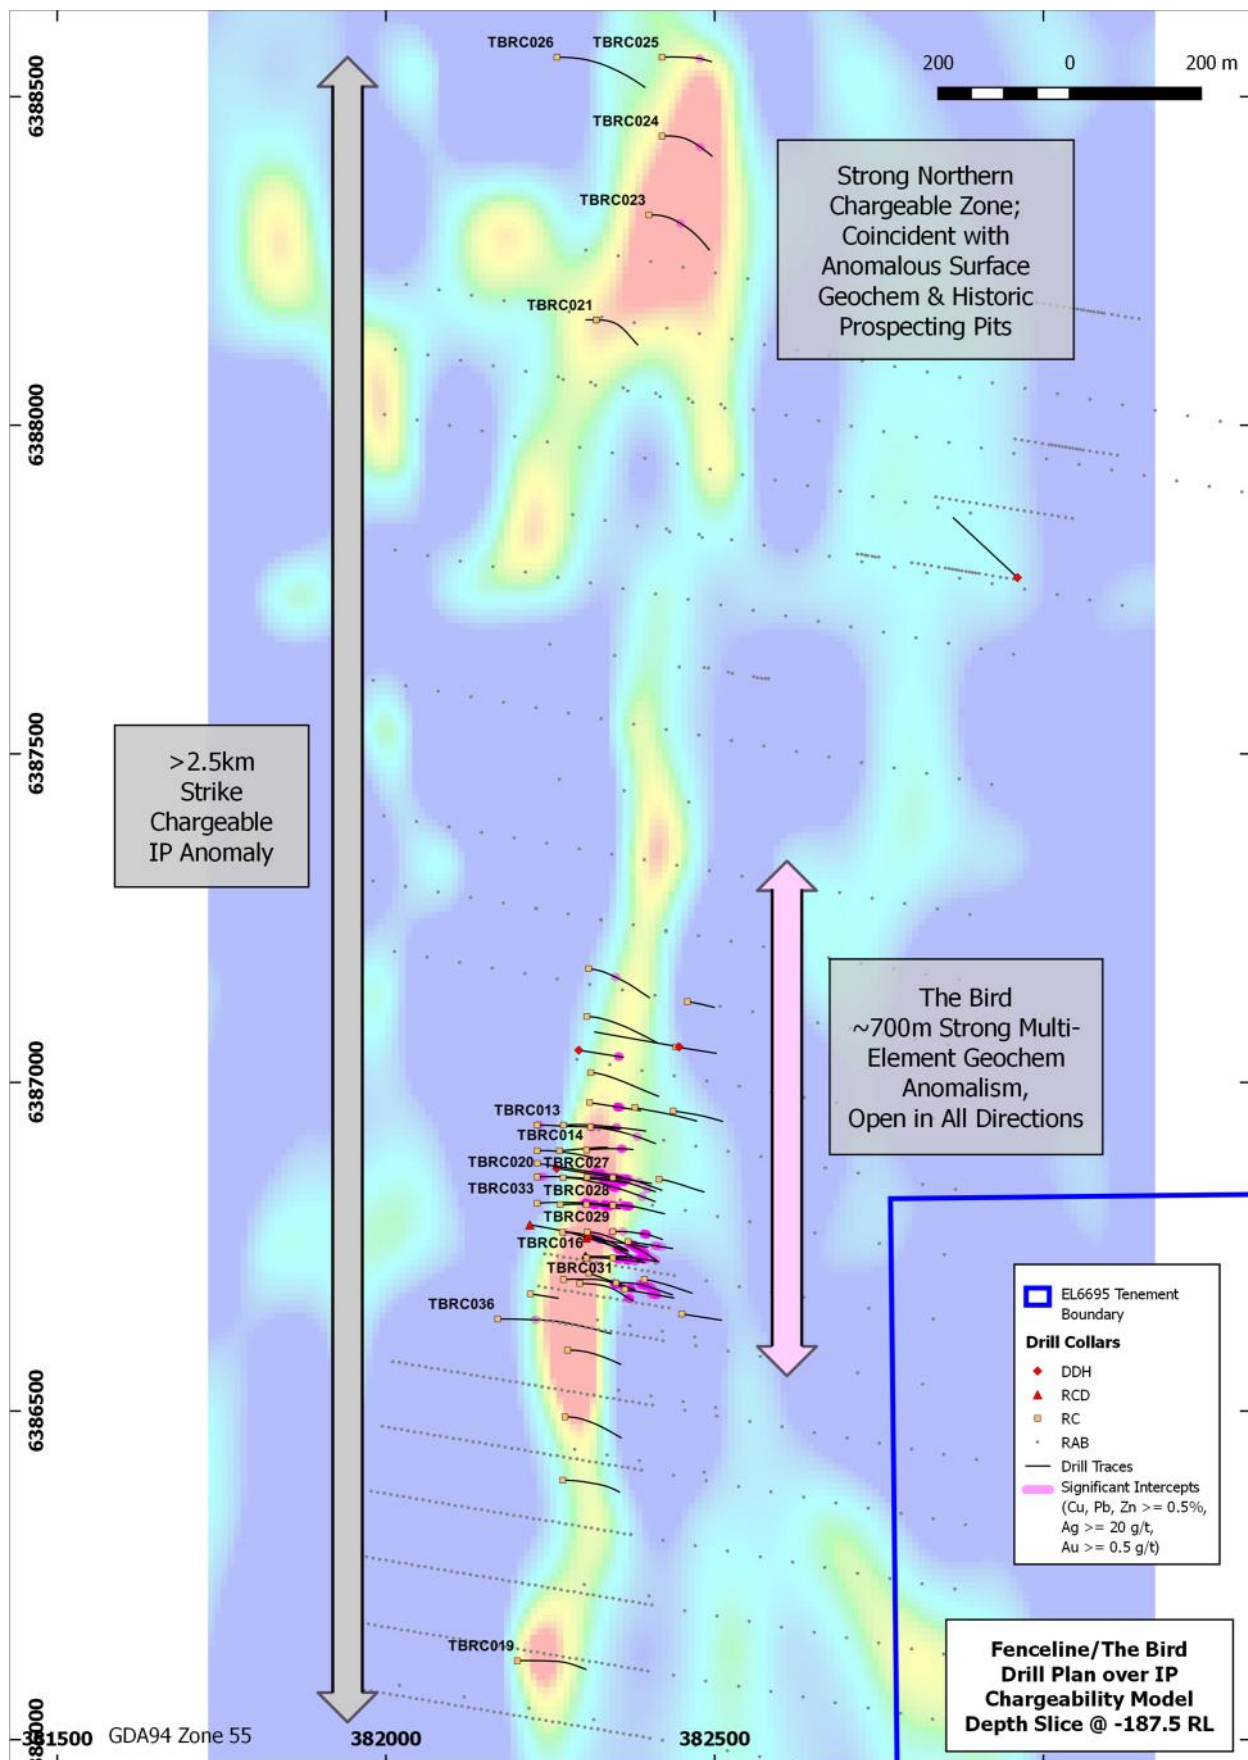 TBRC026
TBRC025
200 0 200 m
6388500
TBRC024
Strong Northern
Chargeable Zone;
Coincident with
Anomalous Surface
Geochem & Historic
Prospecting Pits
TBRC023
TBRC021
6388000
6387500
>2.5km
Strike
Chargeable
IP Anomaly
The Bird
~700m Strong Multi-
Element Geochem
Anomalism,
Open in All Directions
6387000
TBRC013
TBRC014
TBRC020
TBRC027
TBRC033
TBRC028
TBRC029
TBRC016
TBRC031
TBRC036
6386500
EL6695 Tenement
Boundary
Drill Collars
DDH
RCD
RC
RAB
Drill Traces
Significant Intercepts
(Cu, Pb, Zn >= 0.5%,
Ag >= 20 g/t,
Au >= 0.5 g/t)
TBRC019
Fenceline/The Bird
Drill Plan over IP
Chargeability Model
Depth Slice @ -187.5 RL
GDA94 Zone 55
382000
382500